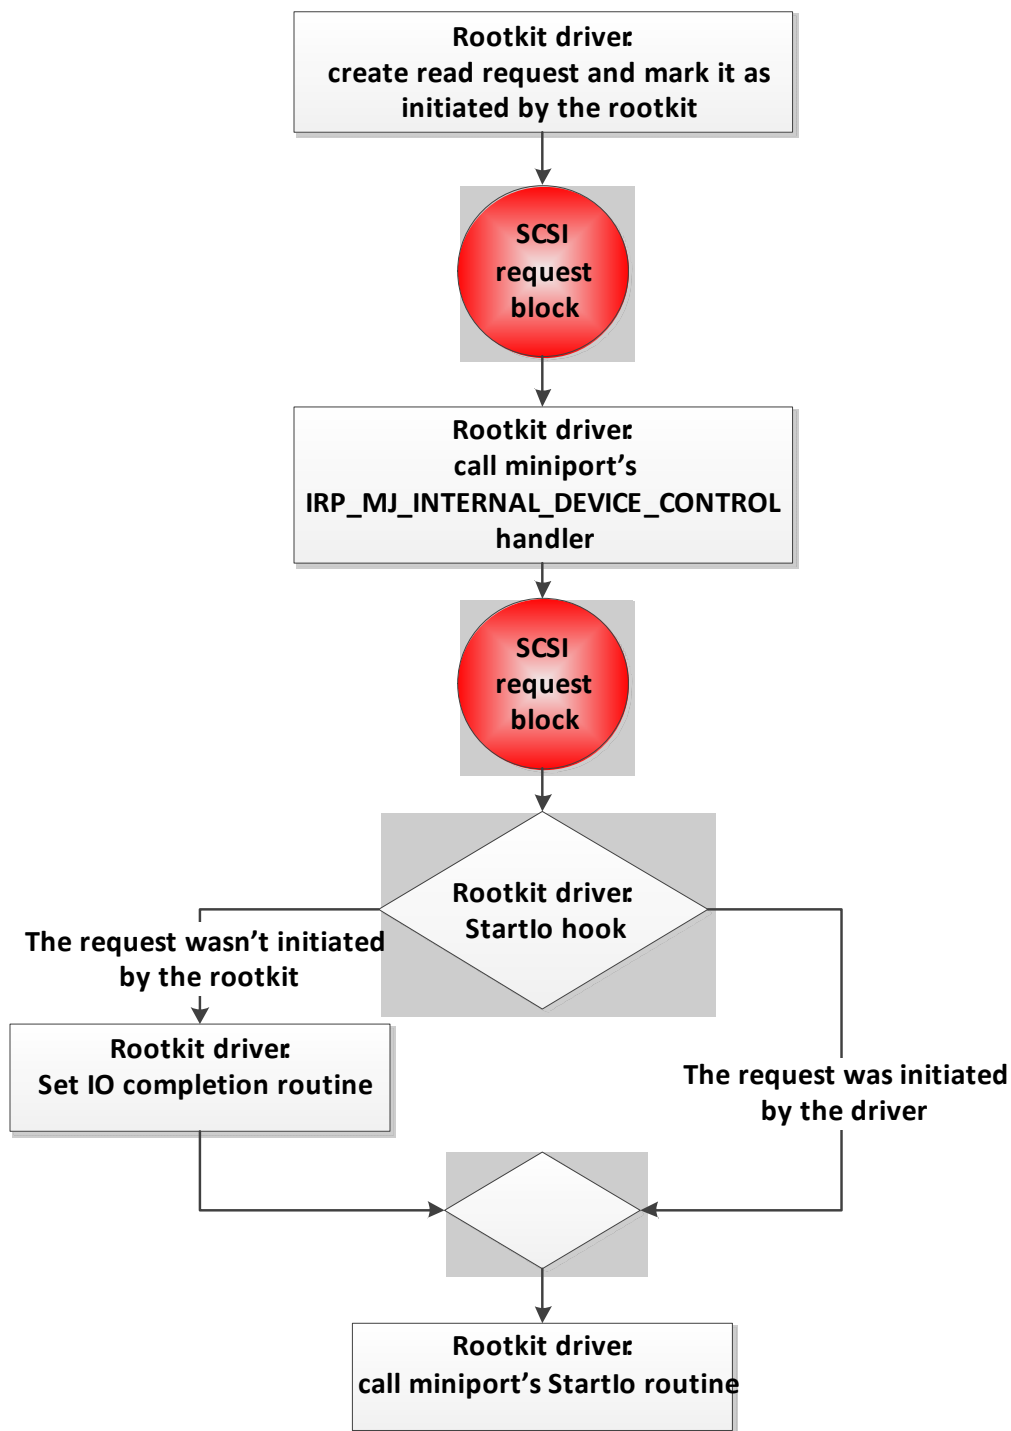 Rootkit driver:
create read request and mark it as
initiated by the rootkit
SCSI
request
block
Rootkit driver:
call miniport's
IRP_MJ_INTERNAL_DEVICE_CONTROL
handler
SCSI
request
block
Rootkit driver:
StartIo hook
The request wasn't initiated
by the rootkit
Rootkit driver:
Set IO completion routine
The request was initiated
by the driver
Rootkit driver:
call miniport's StartIo routine